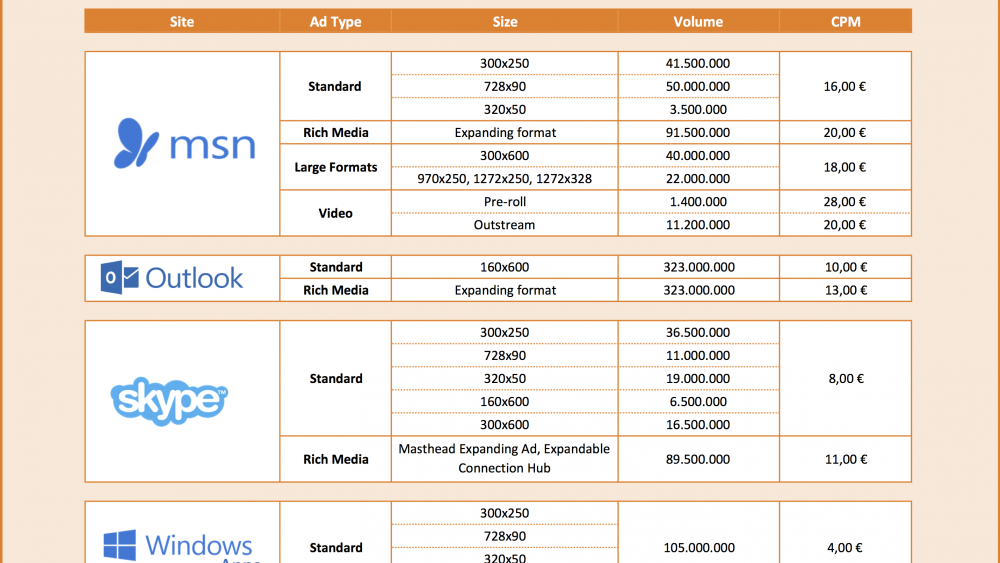 Site Ad Type Size Volume CPM
msn
Standard
300x250 41.500.000
728x90 50.000.000
320x50 3.500.000
16,00 €
Rich Media Expanding format 91.500.000 20,00 €
Large Formats
300x600 40.000.000
970x250, 1272x250, 1272x328 22.000.000
18,00 €
Video
Pre-roll 1.400.000 28,00 €
Outstream 11.200.000 20,00 €
Outlook
Standard 160x600 323.000.000 10,00 €
Rich Media Expanding format 323.000.000 13,00 €
skype™
Standard
300x250 36.500.000
728x90 11.000.000
320x50 19.000.000
160x600 6.500.000
300x600 16.500.000
8,00 €
Rich Media
Masthead Expanding Ad, Expandable
Connection Hub
89.500.000 11,00 €
Windows
Standard
300x250
728x90
320x50
105.000.000 4,00 €